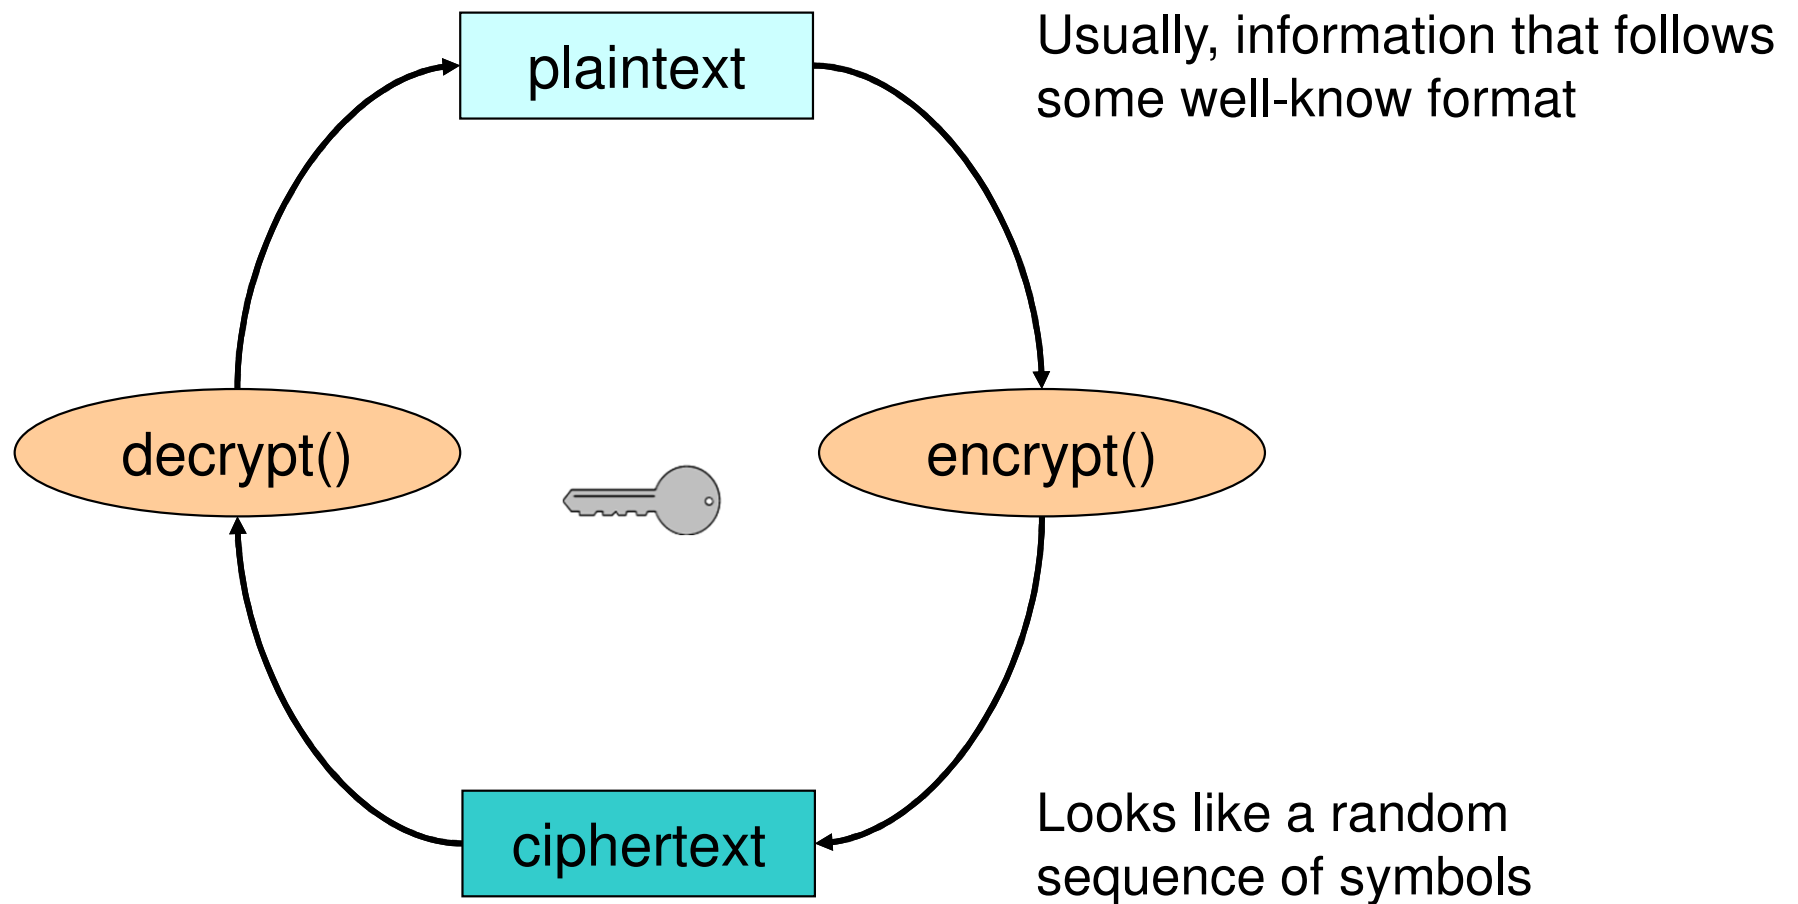 plaintext
Usually, information that follows
some well-know format
decrypt()
encrypt()
ciphertext
Looks like a random
sequence of symbols